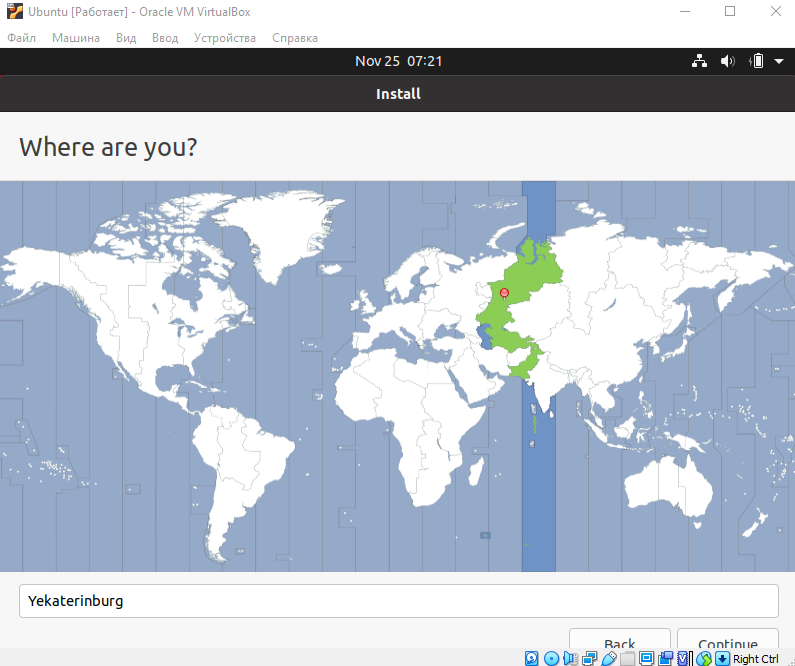 Ubuntu [Работает] - Oracle VM VirtualBox
Файл Машина Вид Ввод Устройства Справка
Nov 25 07:21
Install
Where are you?
Yekaterinburg
Back Continue
Right Ctrl